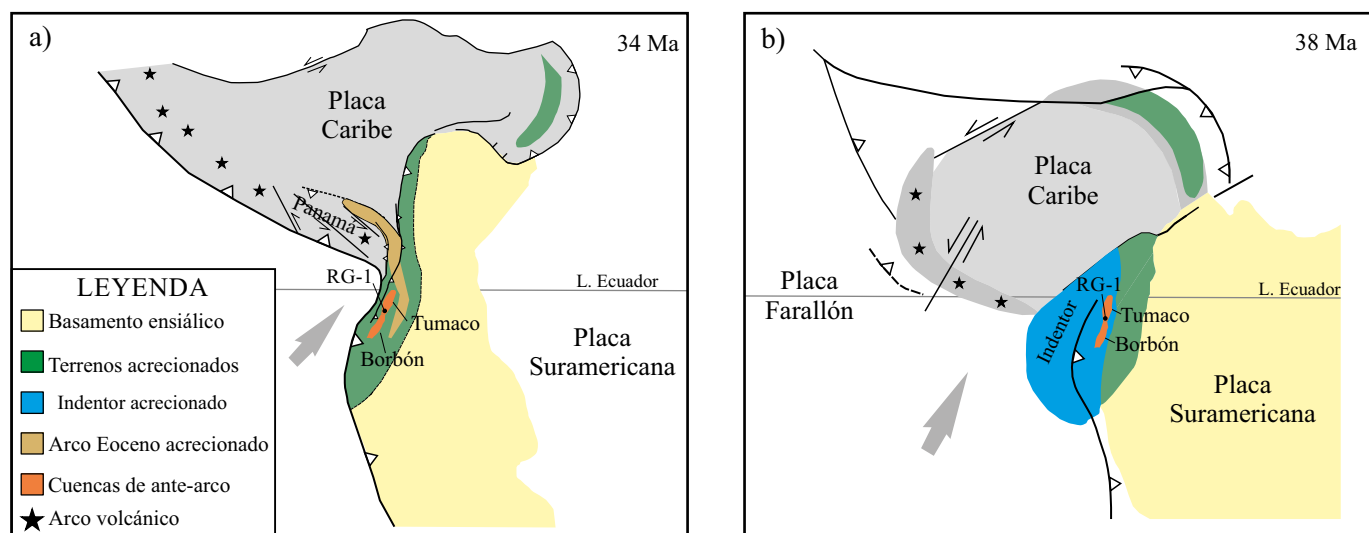 a)
34 Ma
Placa
Caribe
Panamá
RG-1
L. Ecuador
Tumaco
Borbón
Placa
Suramericana
LEYENDA
Basamento ensiálico
Terrenos acrecionados
Indentor acrecionado
Arco Eoceno acrecionado
Cuencas de ante-arco
Arco volcánico
b)
38 Ma
Placa
Caribe
Placa
Farallón
L. Ecuador
RG-1
Tumaco
Borbón
Indentor
Placa
Suramericana